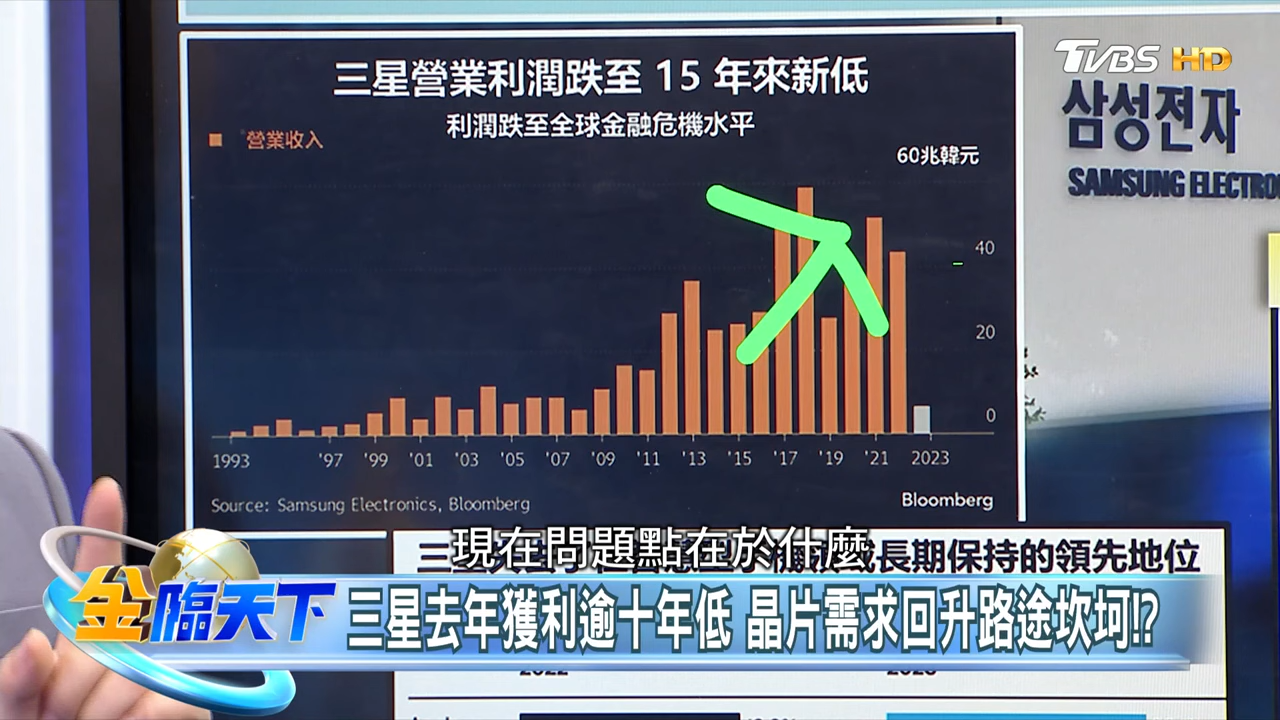 TVBS HD
삼성전자
SAMSUNG ELECTRO
三星營業利潤跌至 15 年來新低
利潤跌至全球金融危機水平
營業收入
60兆韓元
40
20
0
1993 '97 '99 '01 '03 '05 '07 '09 '11 '13 '15 '17 '19 '21 2023
Source: Samsung Electronics, Bloomberg
Bloomberg
長期保持的領先地位
現在問題點在於什麼
金臨天下
三星去年獲利逾十年低 晶片需求回升路途坎坷!?